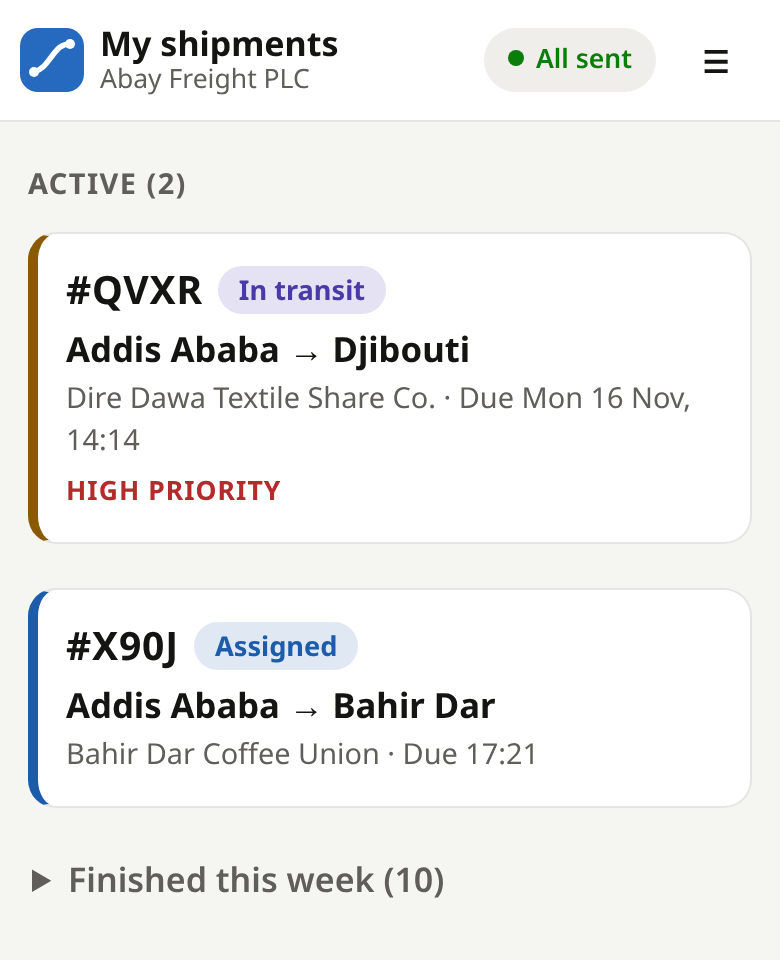 My shipments
Abay Freight PLC
All sent
ACTIVE (2)
#QVXR In transit
Addis Ababa → Djibouti
Dire Dawa Textile Share Co. · Due Mon 16 Nov,
14:14
HIGH PRIORITY
#X90J Assigned
Addis Ababa → Bahir Dar
Bahir Dar Coffee Union · Due 17:21
Finished this week (10)